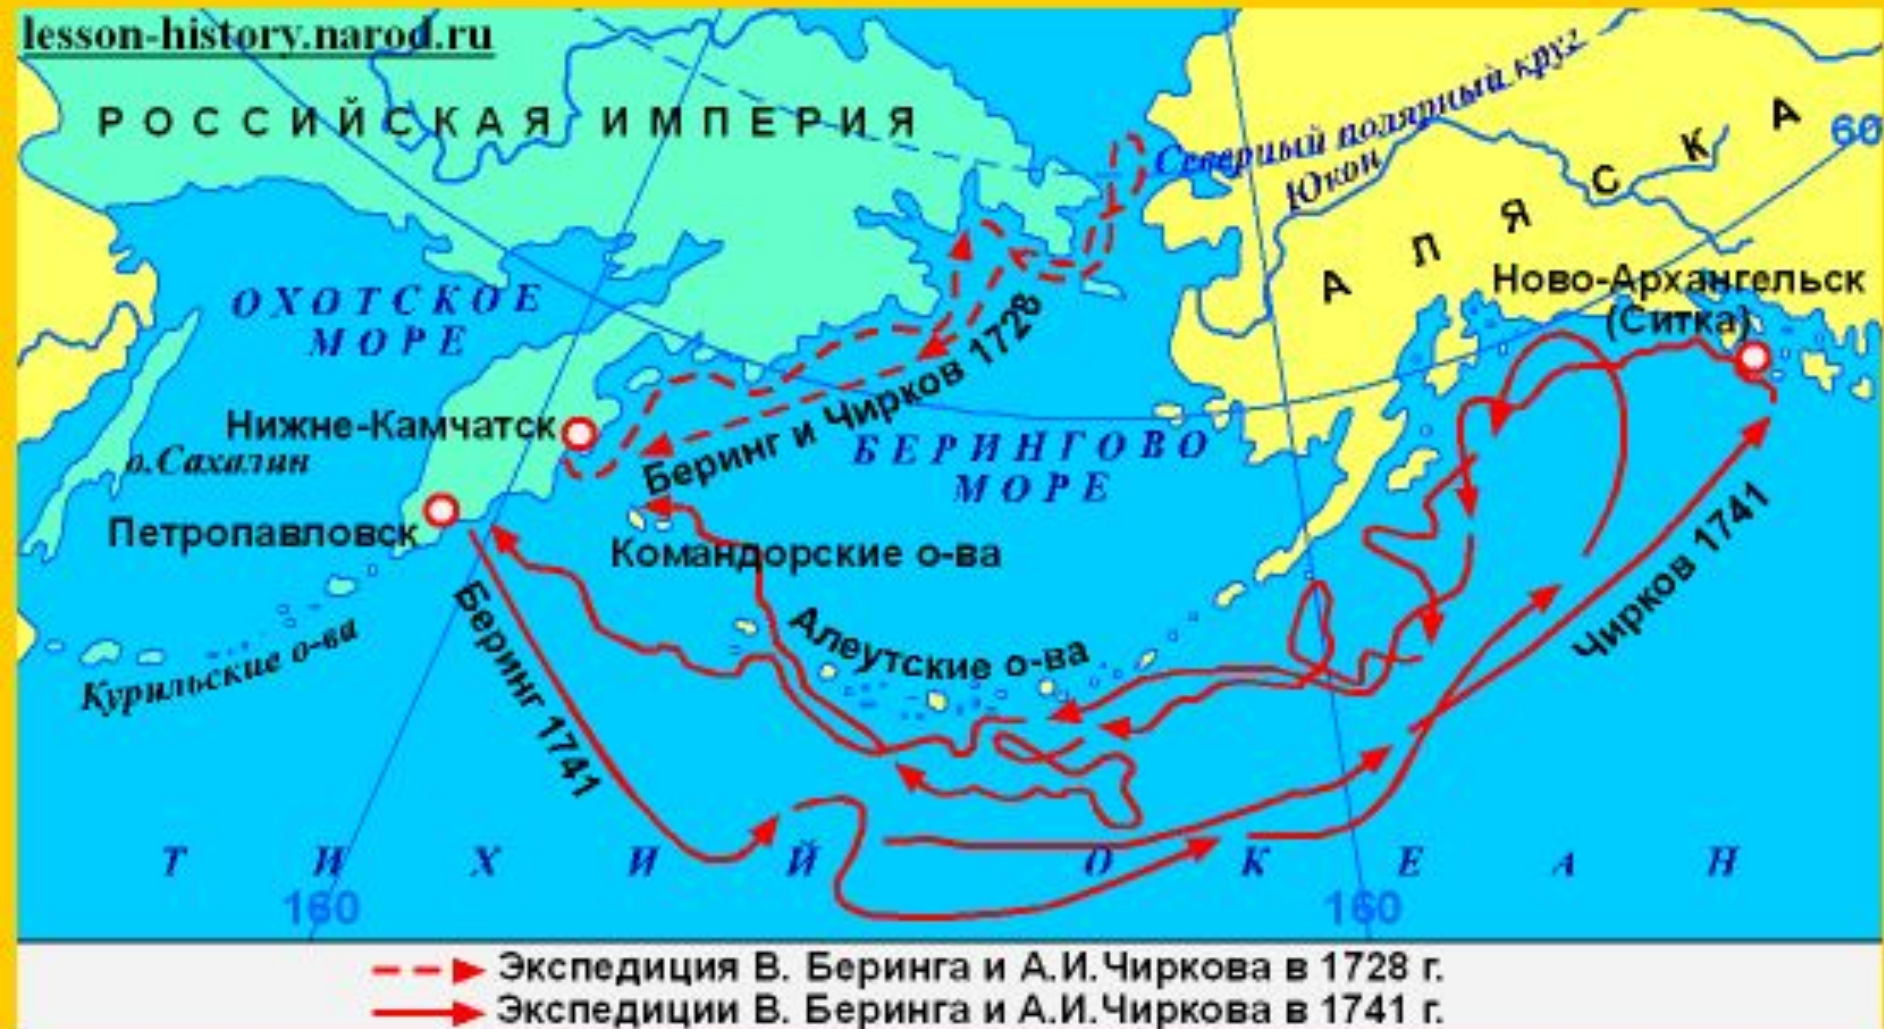 lesson-history.narod.ru
РОССИЙСКАЯ ИМПЕРИЯ
Северный полярный круг
60
Юкон
АЛЯСКА
ОХОТСКОЕ
МОРЕ
Ново-Архангельск
(Ситка)
Нижне-Камчатск
о.Сахалин
Беринг и Чирков 1728
БЕРИНГОВО
МОРЕ
Петропавловск
Командорские о-ва
Беринг 1741
Алеутские о-ва
Чирков 1741
Курильские о-ва
ТИХИЙ ОКЕАН
160
160
Экспедиция В. Беринга и А.И.Чиркова в 1728 г.
Экспедиции В. Беринга и А.И.Чиркова в 1741 г.